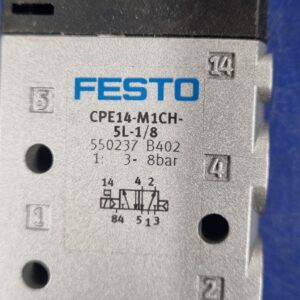 FESTO
CPE14-M1CH-
5L-1/8
550237 B402
1: 3- 8bar
14 4 2
84 5 1 3
5
1
14
4
2